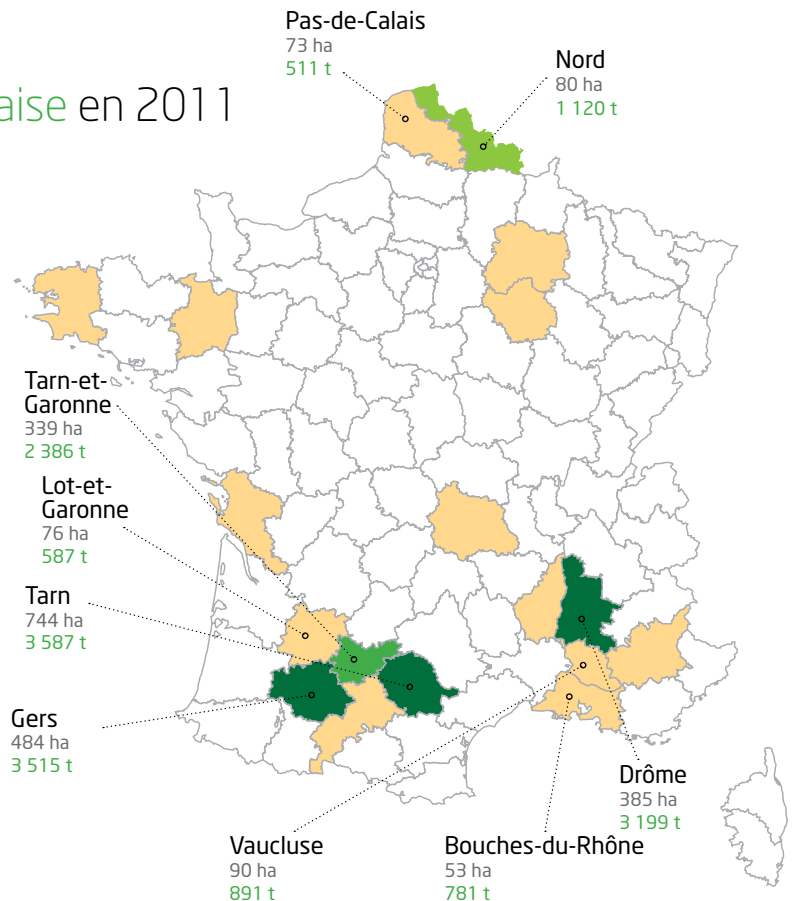 Pas-de-Calais
73 ha
511 t
Nord
80 ha
1 120 t
aise en 2011
Tarn-et-
Garonne
339 ha
2 386 t
Lot-et-
Garonne
76 ha
587 t
Tarn
744 ha
3 587 t
Gers
484 ha
3 515 t
Drôme
385 ha
3 199 t
Vaucluse
90 ha
891 t
Bouches-du-Rhône
53 ha
781 t